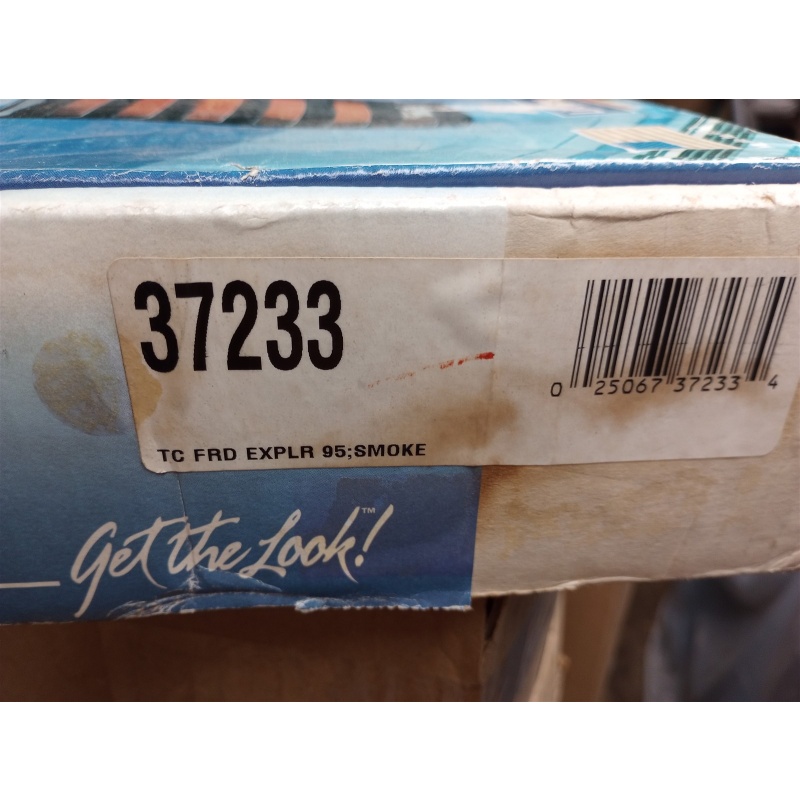 37233
0 25067 37233 4
TC FRD EXPLR 95;SMOKE
Get the Look!™